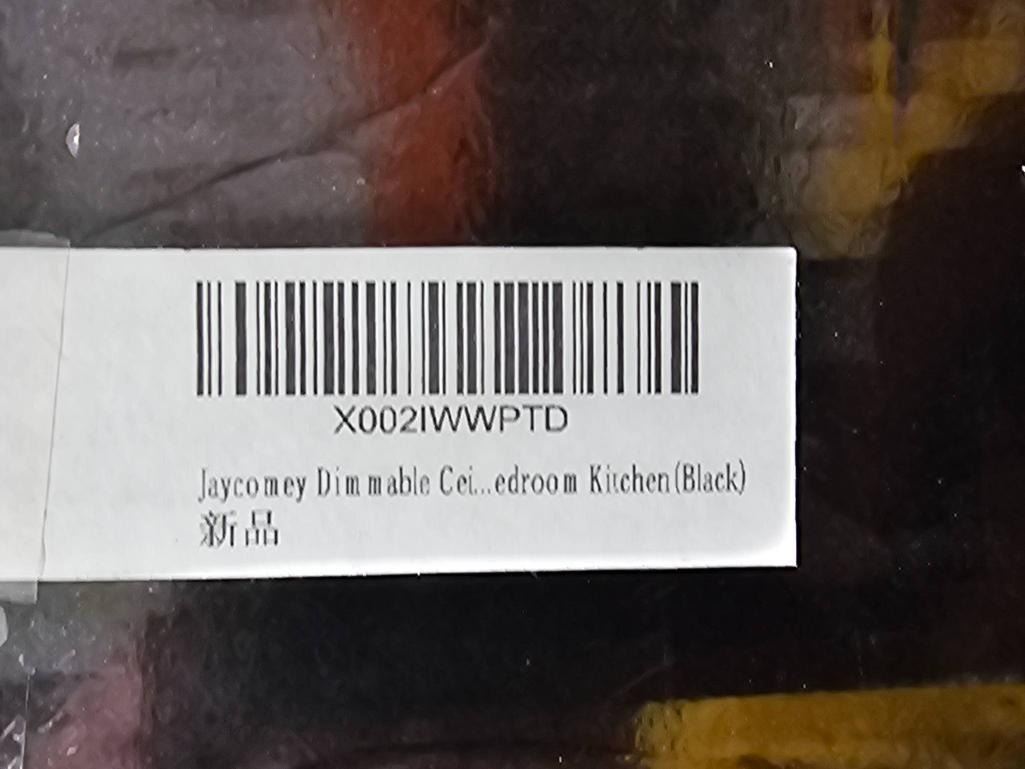 X002IWWPTD
Jaycomey Dimmable Cei...edroom Kitchen(Black)
新品